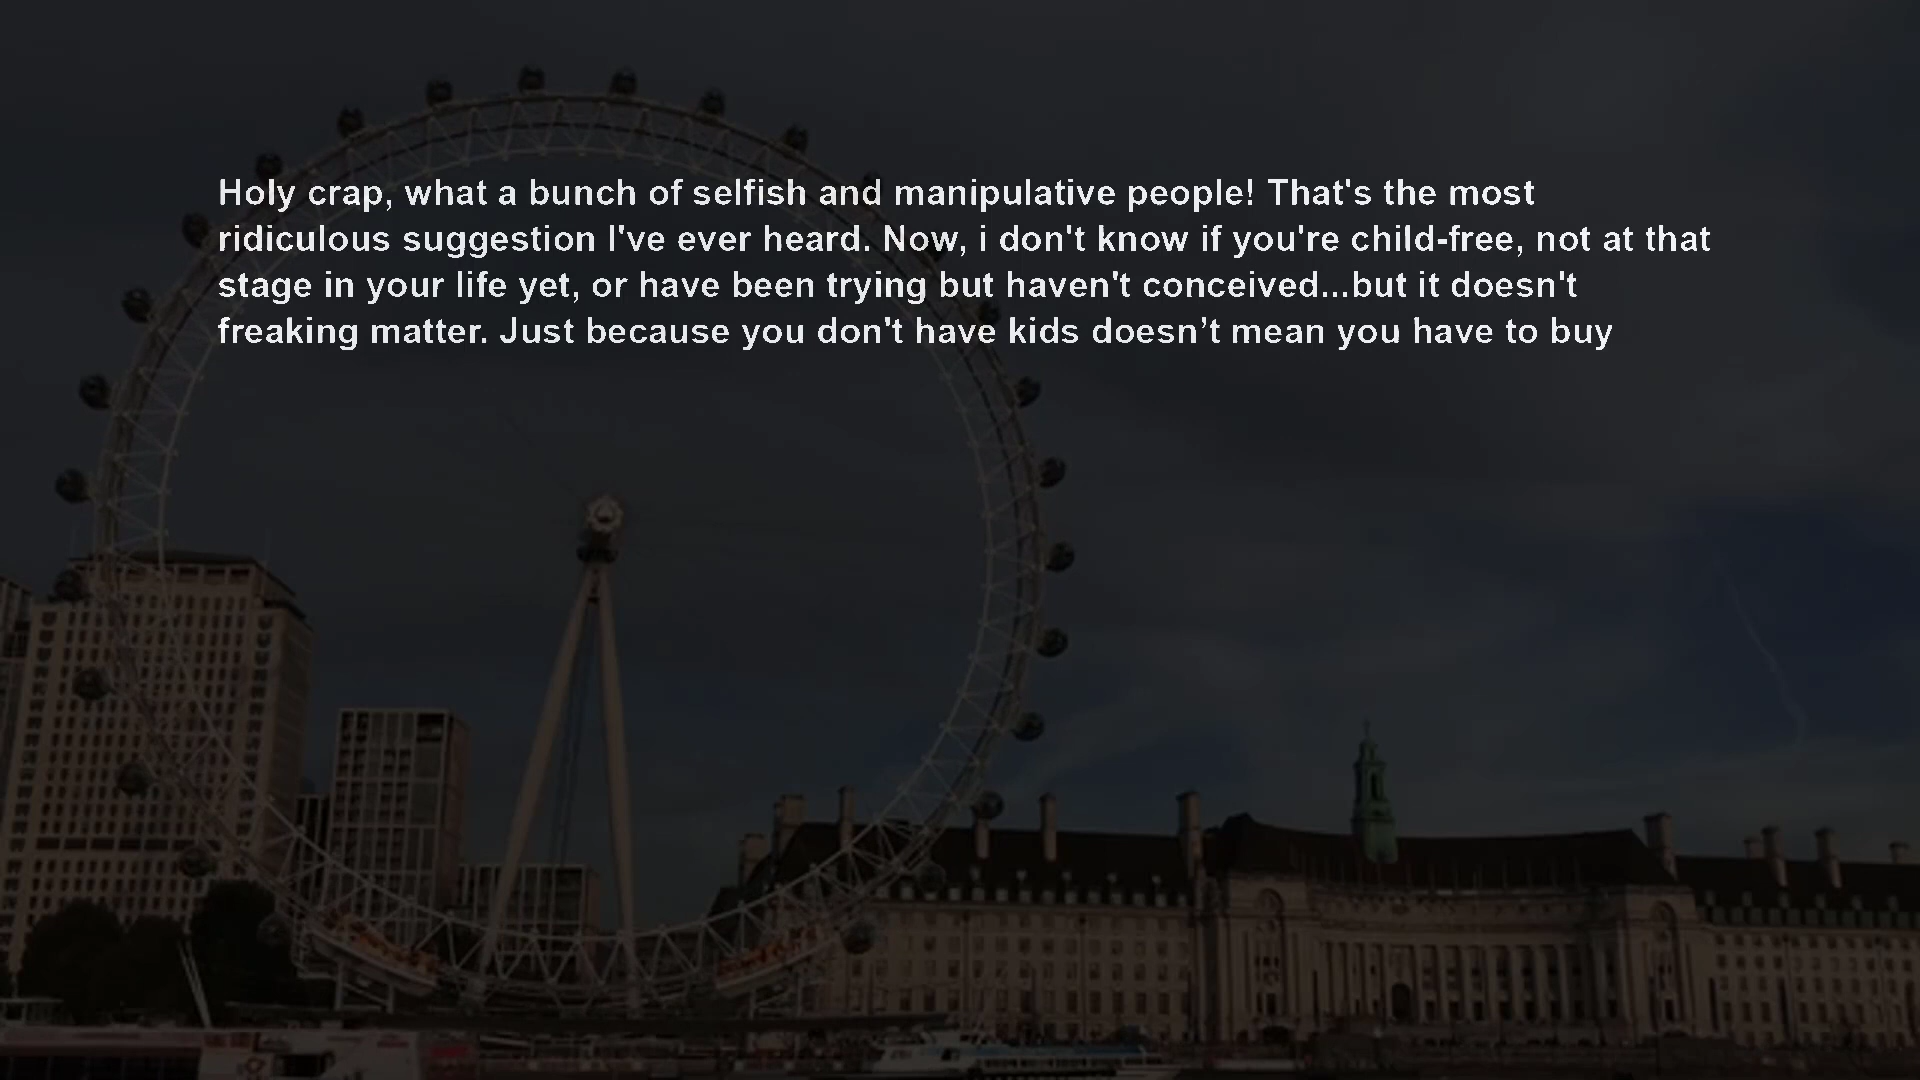 Holy crap, what a bunch of selfish and manipulative people! That's the most
ridiculous suggestion I've ever heard. Now, i don't know if you're child-free, not at that
stage in your life yet, or have been trying but haven't conceived...but it doesn't
freaking matter. Just because you don't have kids doesn’t mean you have to buy